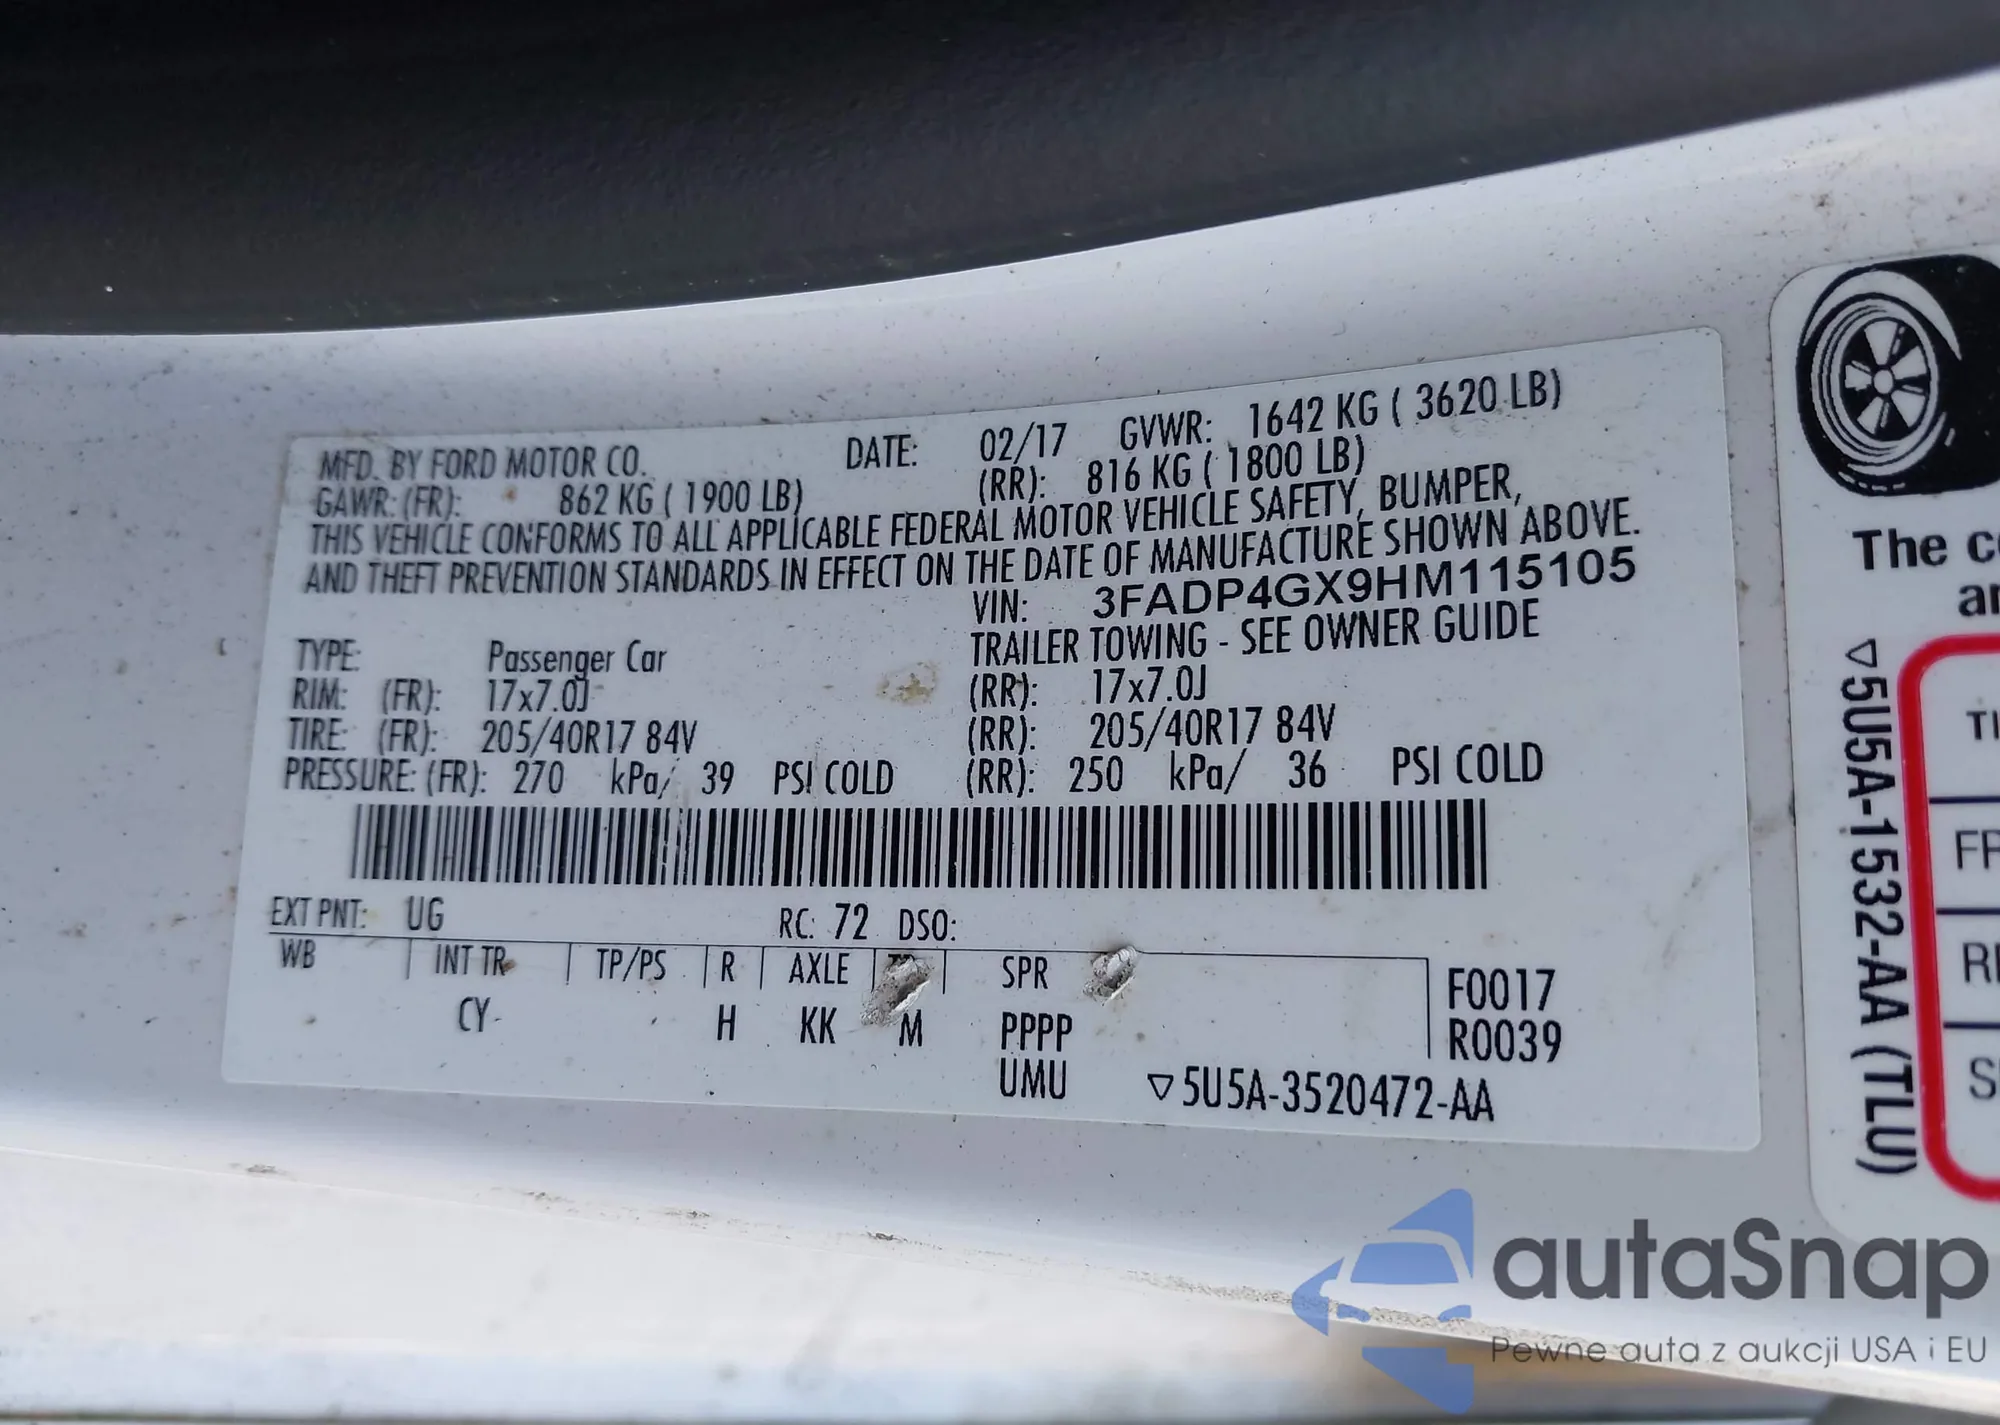 MFD. BY FORD MOTOR CO. DATE: 02/17 GVWR: 1642 KG ( 3620 LB)
GAWR: (FR): 862 KG ( 1900 LB) (RR): 816 KG ( 1800 LB)
THIS VEHICLE CONFORMS TO ALL APPLICABLE FEDERAL MOTOR VEHICLE SAFETY, BUMPER,
AND THEFT PREVENTION STANDARDS IN EFFECT ON THE DATE OF MANUFACTURE SHOWN ABOVE.
VIN: 3FADP4GX9HM115105
TYPE: Passenger Car TRAILER TOWING - SEE OWNER GUIDE
RIM: (FR): 17x7.0J (RR): 17x7.0J
TIRE: (FR): 205/40R17 84V (RR): 205/40R17 84V
PRESSURE: (FR): 270 kPa/ 39 PSI COLD (RR): 250 kPa/ 36 PSI COLD
EXT PNT: UG RC: 72 DSO:
WB INT TR TP/PS R AXLE SPR F0017
CY H KK M PPPP R0039
UMU ▽5U5A-3520472-AA
The
▽5U5A-1532-AA (TLU)
autaSnap
Pewne auta z aukcji USA i EU